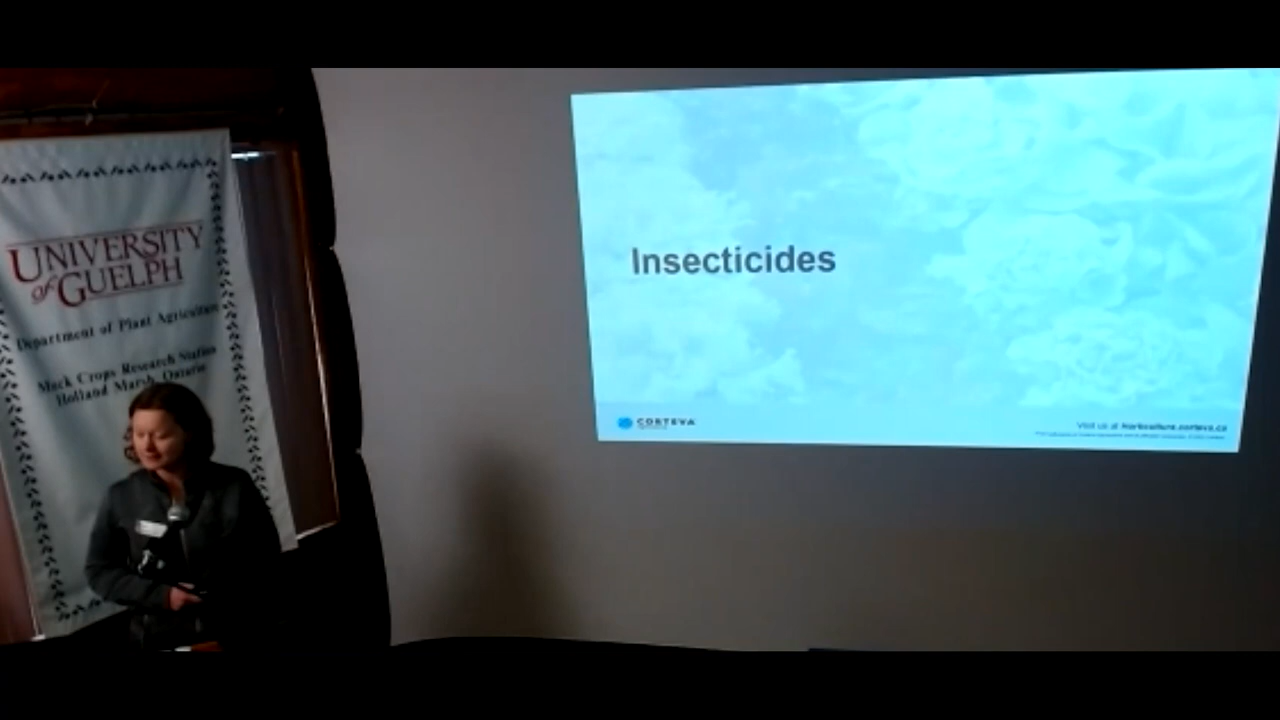 UNIVERSITY
of GUELPH
Department of Plant Agriculture
Muck Crops Research Station
Holland Marsh, Ontario
Insecticides
CORTEVA
Visit us at horticulture.corteva.ca